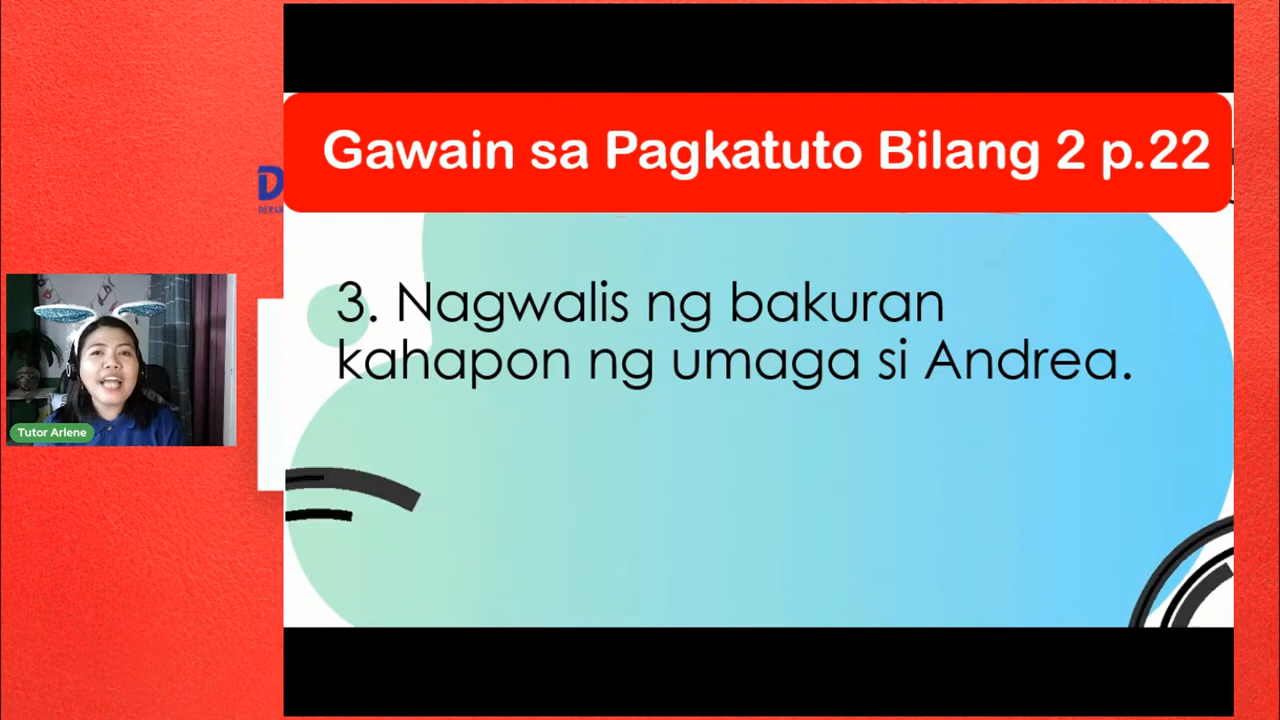 Gawain sa Pagkatuto Bilang 2 p.22
3. Nagwalis ng bakuran
kahapon ng umaga si Andrea.
Tutor Arlene